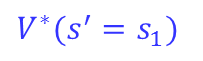 V*(s′ = s₁)